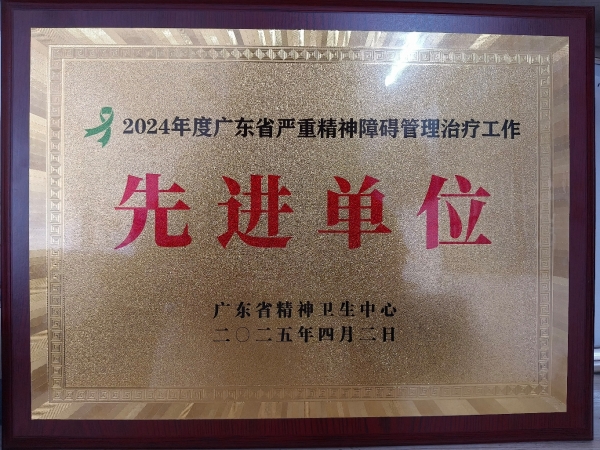 2024年度广东省严重精神障碍管理治疗工作
先进单位
广东省精神卫生中心
二〇二五年四月二日